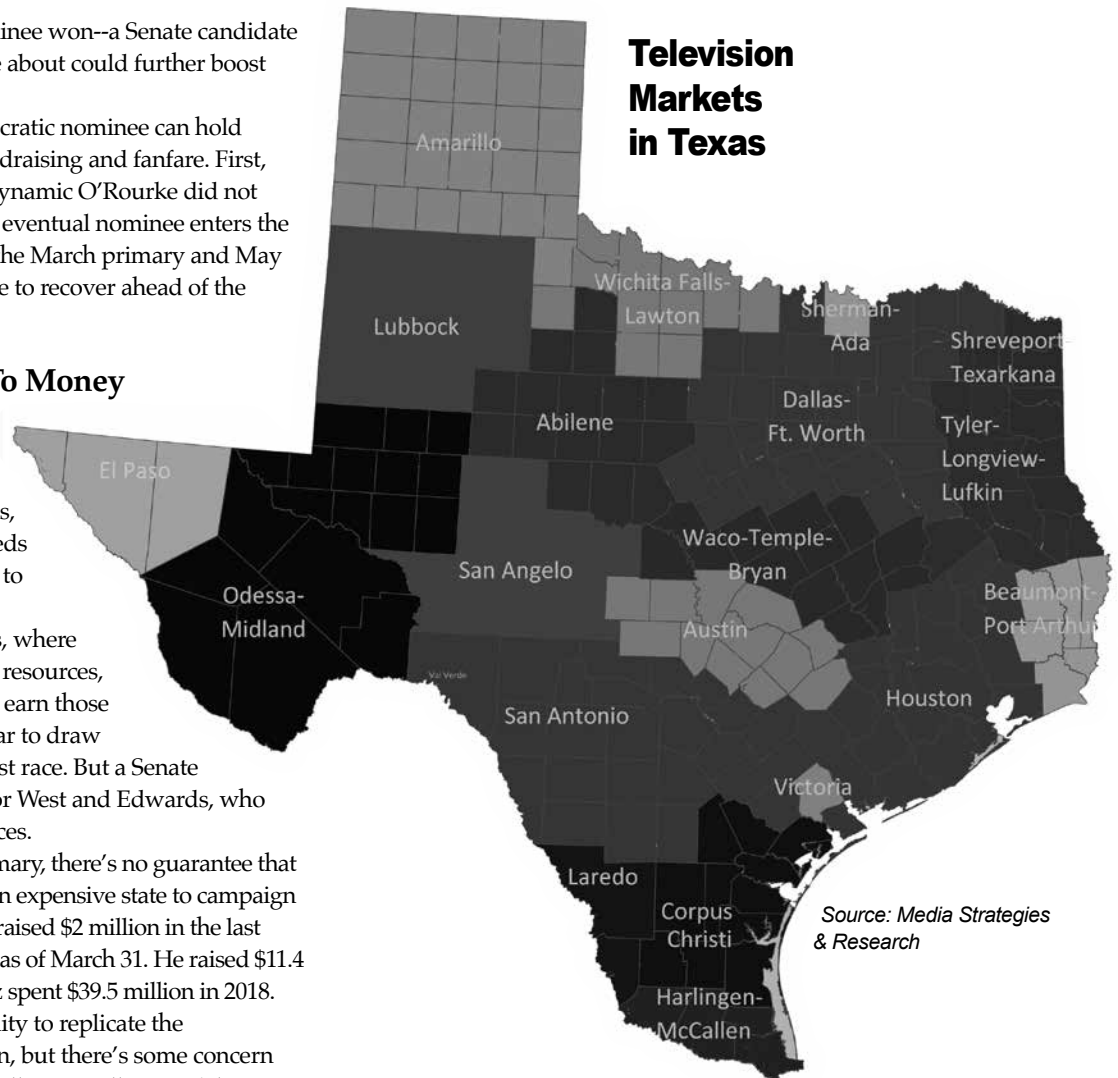 inee won--a Senate candidate
e about could further boost
cratic nominee can hold
draising and fanfare. First,
ynamic O'Rourke did not
eventual nominee enters the
he March primary and May
e to recover ahead of the
To Money
s,
eds
to
s, where
resources,
earn those
ar to draw
st race. But a Senate
or West and Edwards, who
ces.
mary, there's no guarantee that
n expensive state to campaign
raised $2 million in the last
as of March 31. He raised $11.4
z spent $39.5 million in 2018.
lity to replicate the
n, but there's some concern
Television
Markets
in Texas
Amarillo
Wichita Falls-
Lawton
Sherman-
Ada
Lubbock
Shreveport-
Texarkana
Abilene
Dallas-
Ft. Worth
Tyler-
Longview-
Lufkin
El Paso
Odessa-
Midland
San Angelo
Waco-Temple-
Bryan
Austin
Beaumont-
Port Arthur
Val Verde
San Antonio
Houston
Victoria
Laredo
Corpus
Christi
Harlingen-
McCallen
Source: Media Strategies
& Research